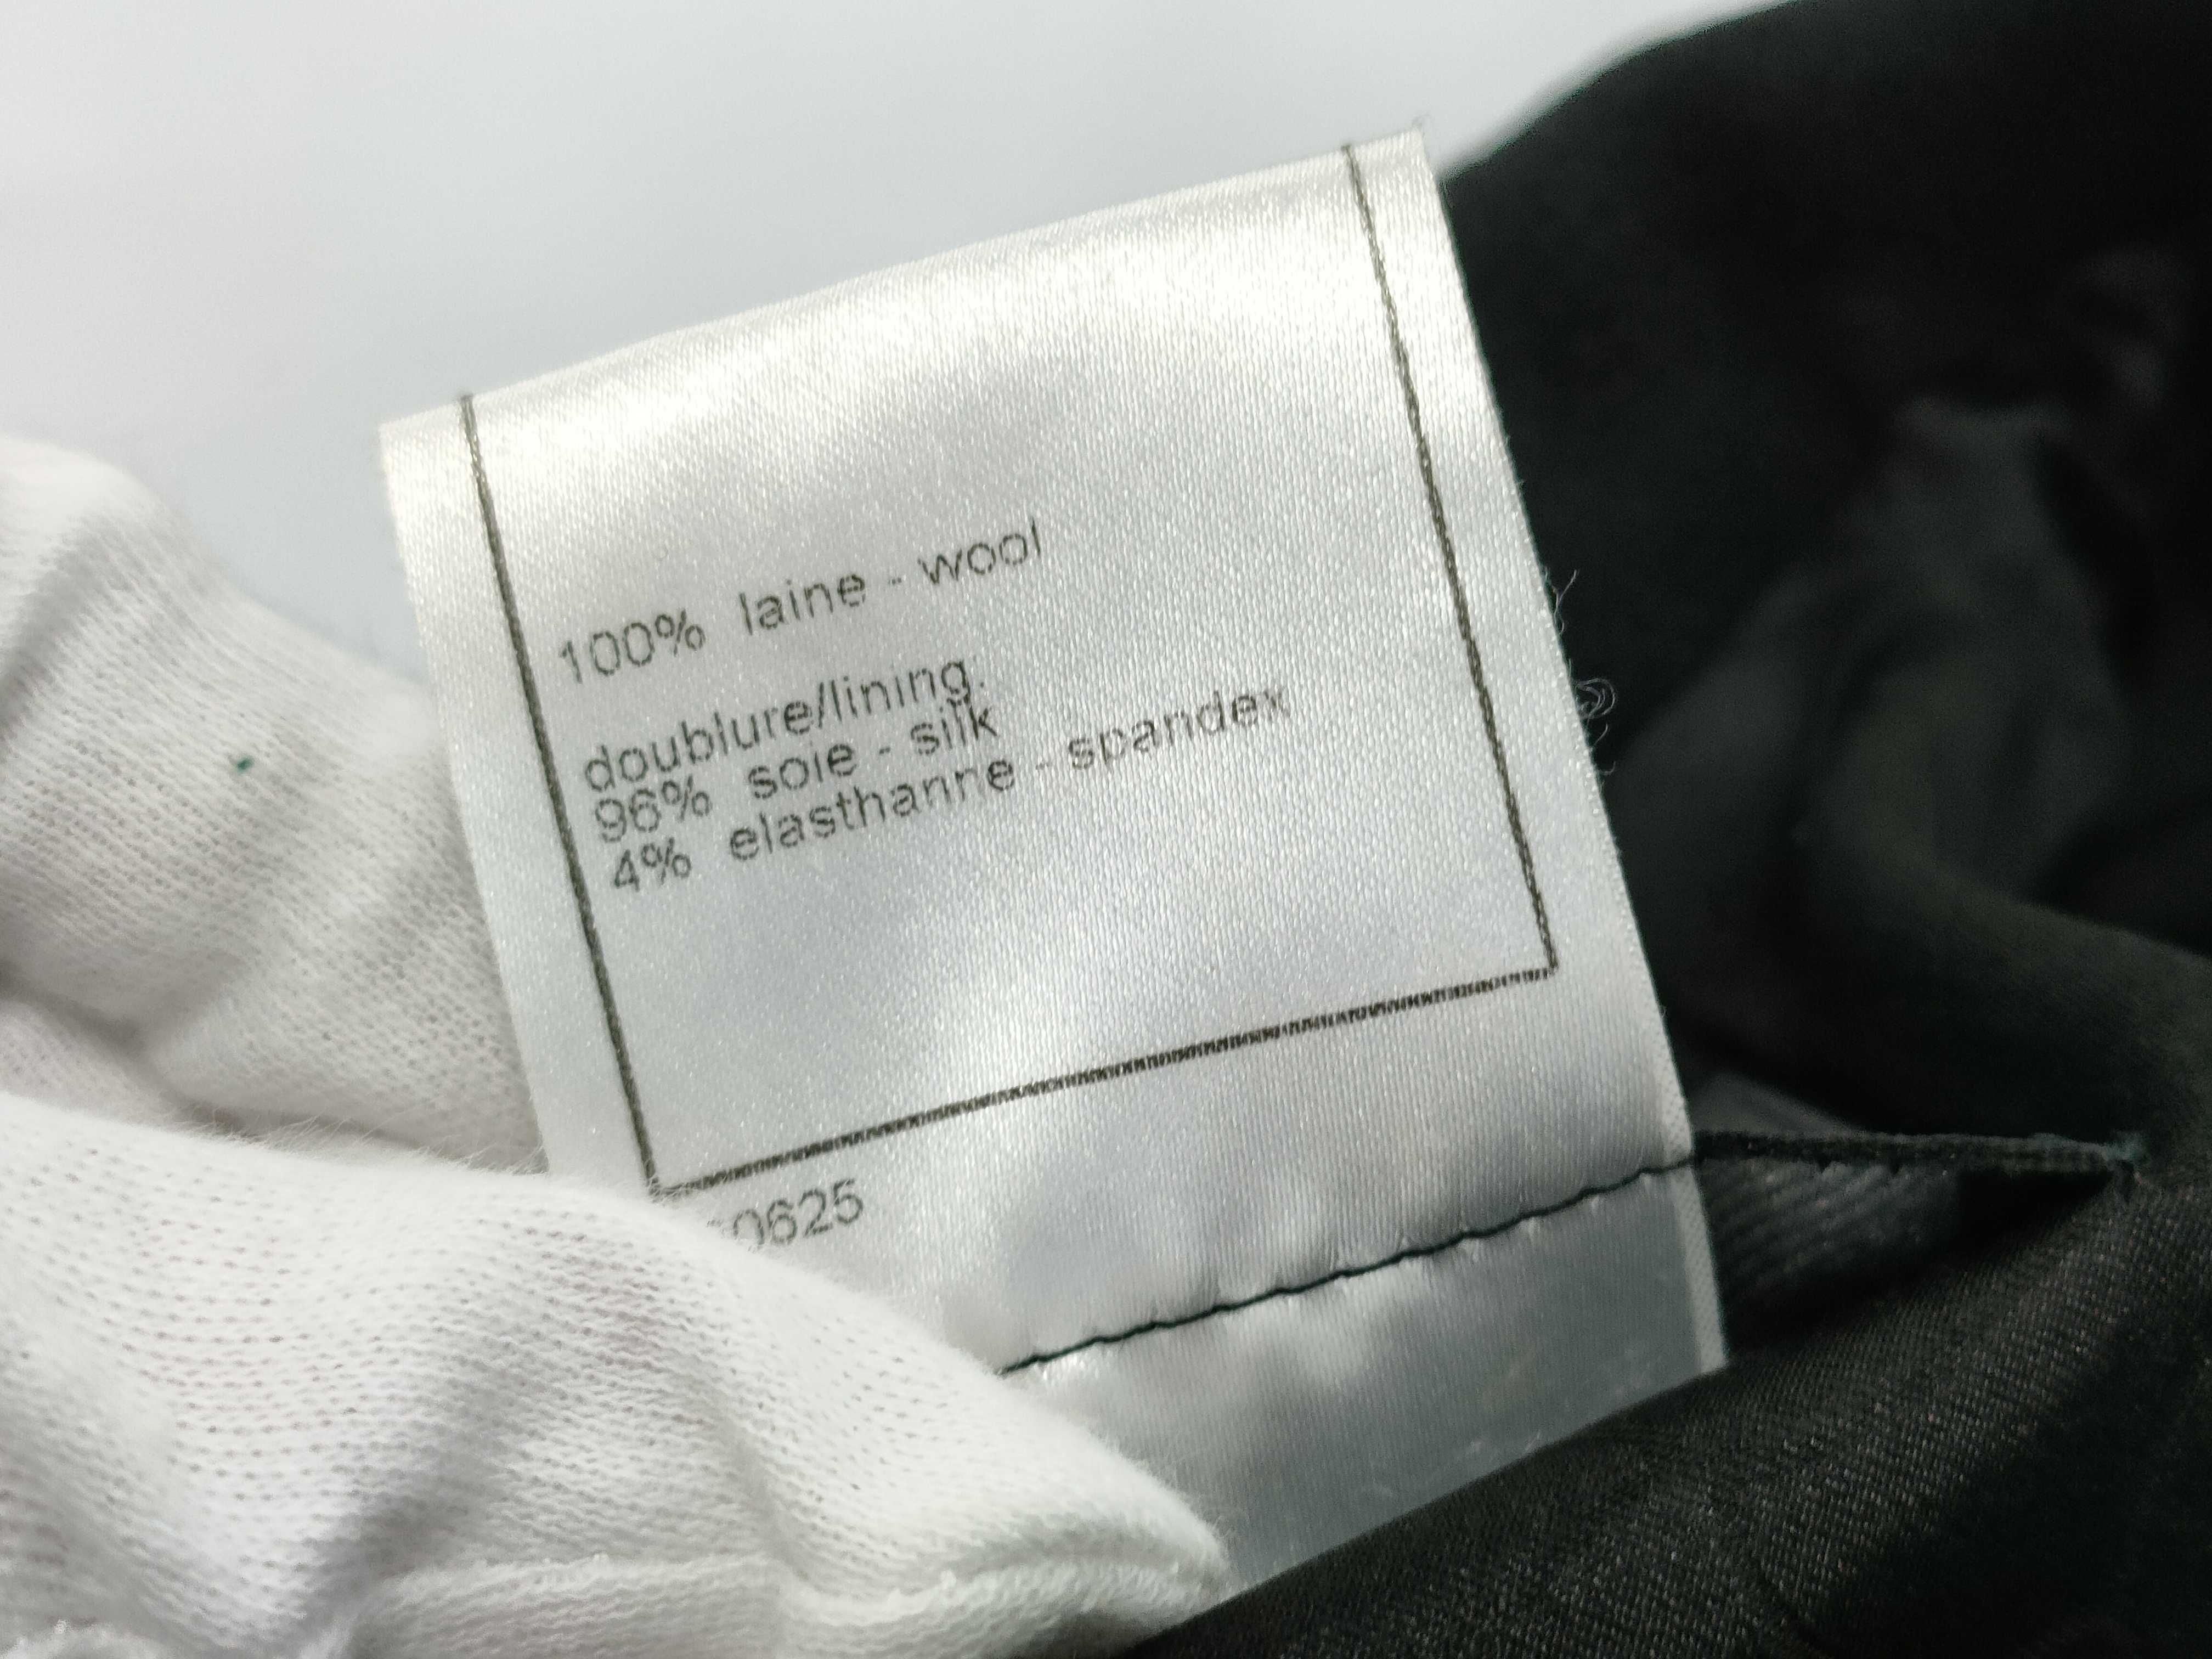 100% laine - wool
doublure/lining:
96% soie - silk
4% elasthanne - spandex
0625